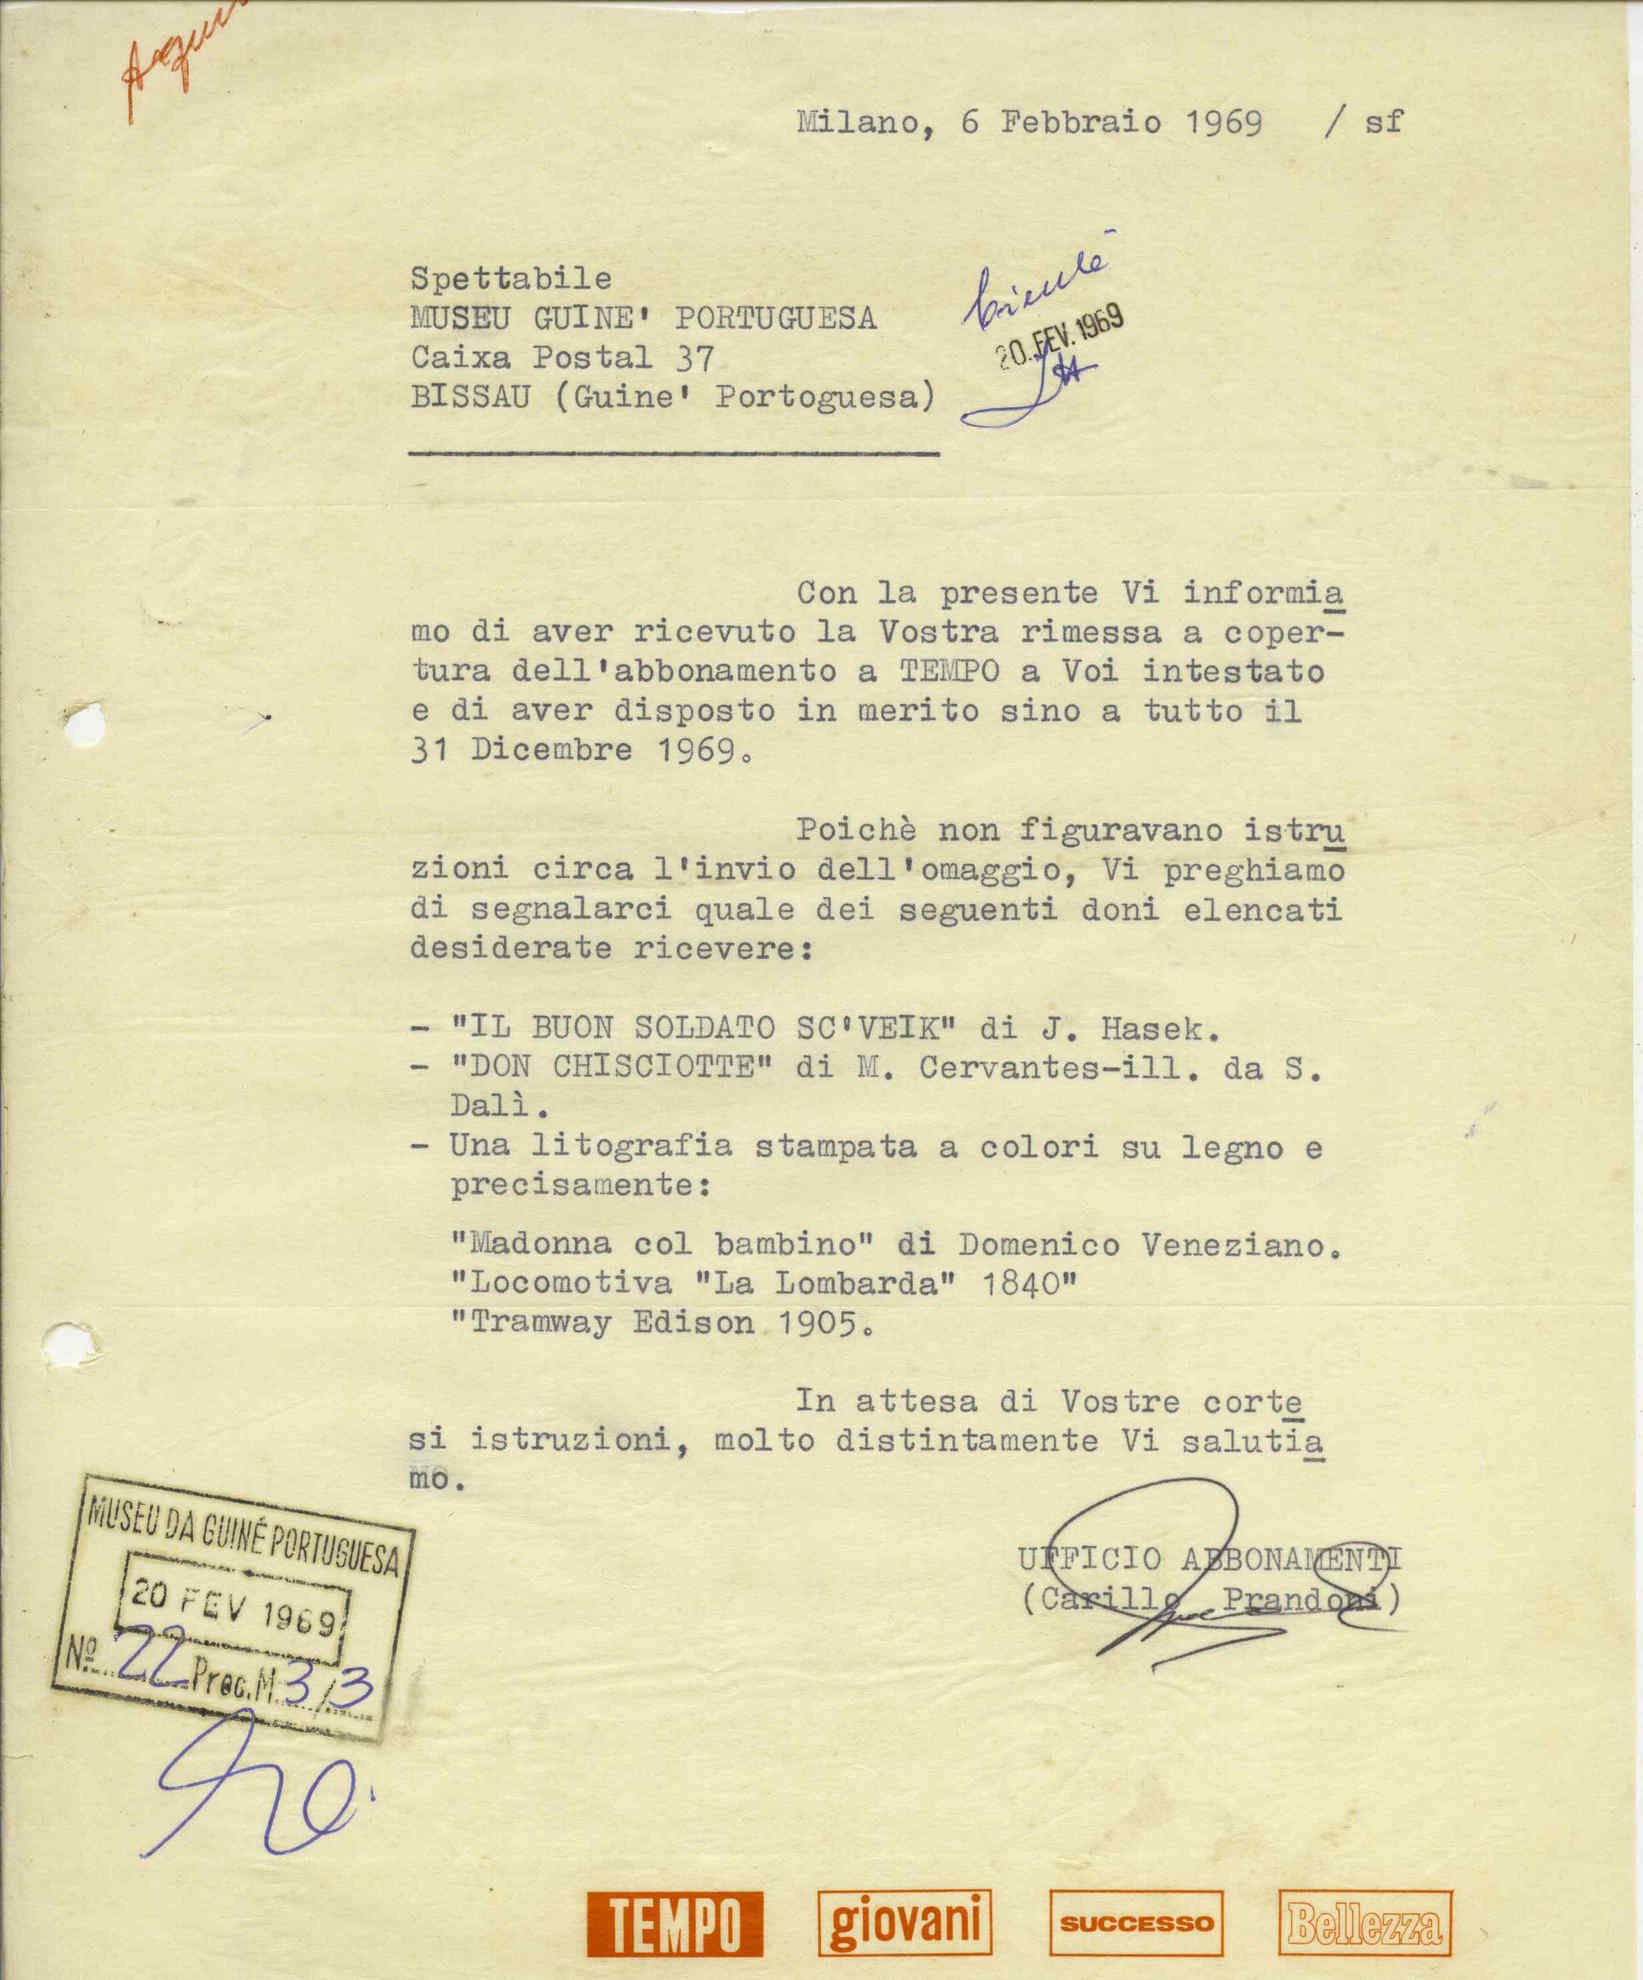 Milano, 6 Febbraio 1969 / sf
Spettabile
MUSEU GUINE' PORTUGUESA
Caixa Postal 37
BISSAU (Guine' Portoguesa)
20. FEV. 1969
Con la presente Vi informia
mo di aver ricevuto la Vostra rimessa a coper-
tura dell'abbonamento a TEMPO a Voi intestato
e di aver disposto in merito sino a tutto il
31 Dicembre 1969.
Poichè non figuravano istru
zioni circa l'invio dell'omaggio, Vi preghiamo
di segnalarci quale dei seguenti doni elencati
desiderate ricevere:
- "IL BUON SOLDATO SC'VEIK" di J. Hasek.
- "DON CHISCIOTTE" di M. Cervantes-ill. da S.
Dalì.
- Una litografia stampata a colori su legno e
precisamente:
"Madonna col bambino" di Domenico Veneziano.
"Locomotiva "La Lombarda" 1840"
"Tramway Edison 1905.
In attesa di Vostre corte
si istruzioni, molto distintamente Vi salutia
mo.
UFFICIO ABBONAMENTI
(Carillo Prandoni)
MUSEU DA GUINÉ PORTUGUESA
20 FEV 1969
Nº 22 Proc. M. 3/3
TEMPO
giovani
SUCCESSO
Bellezza